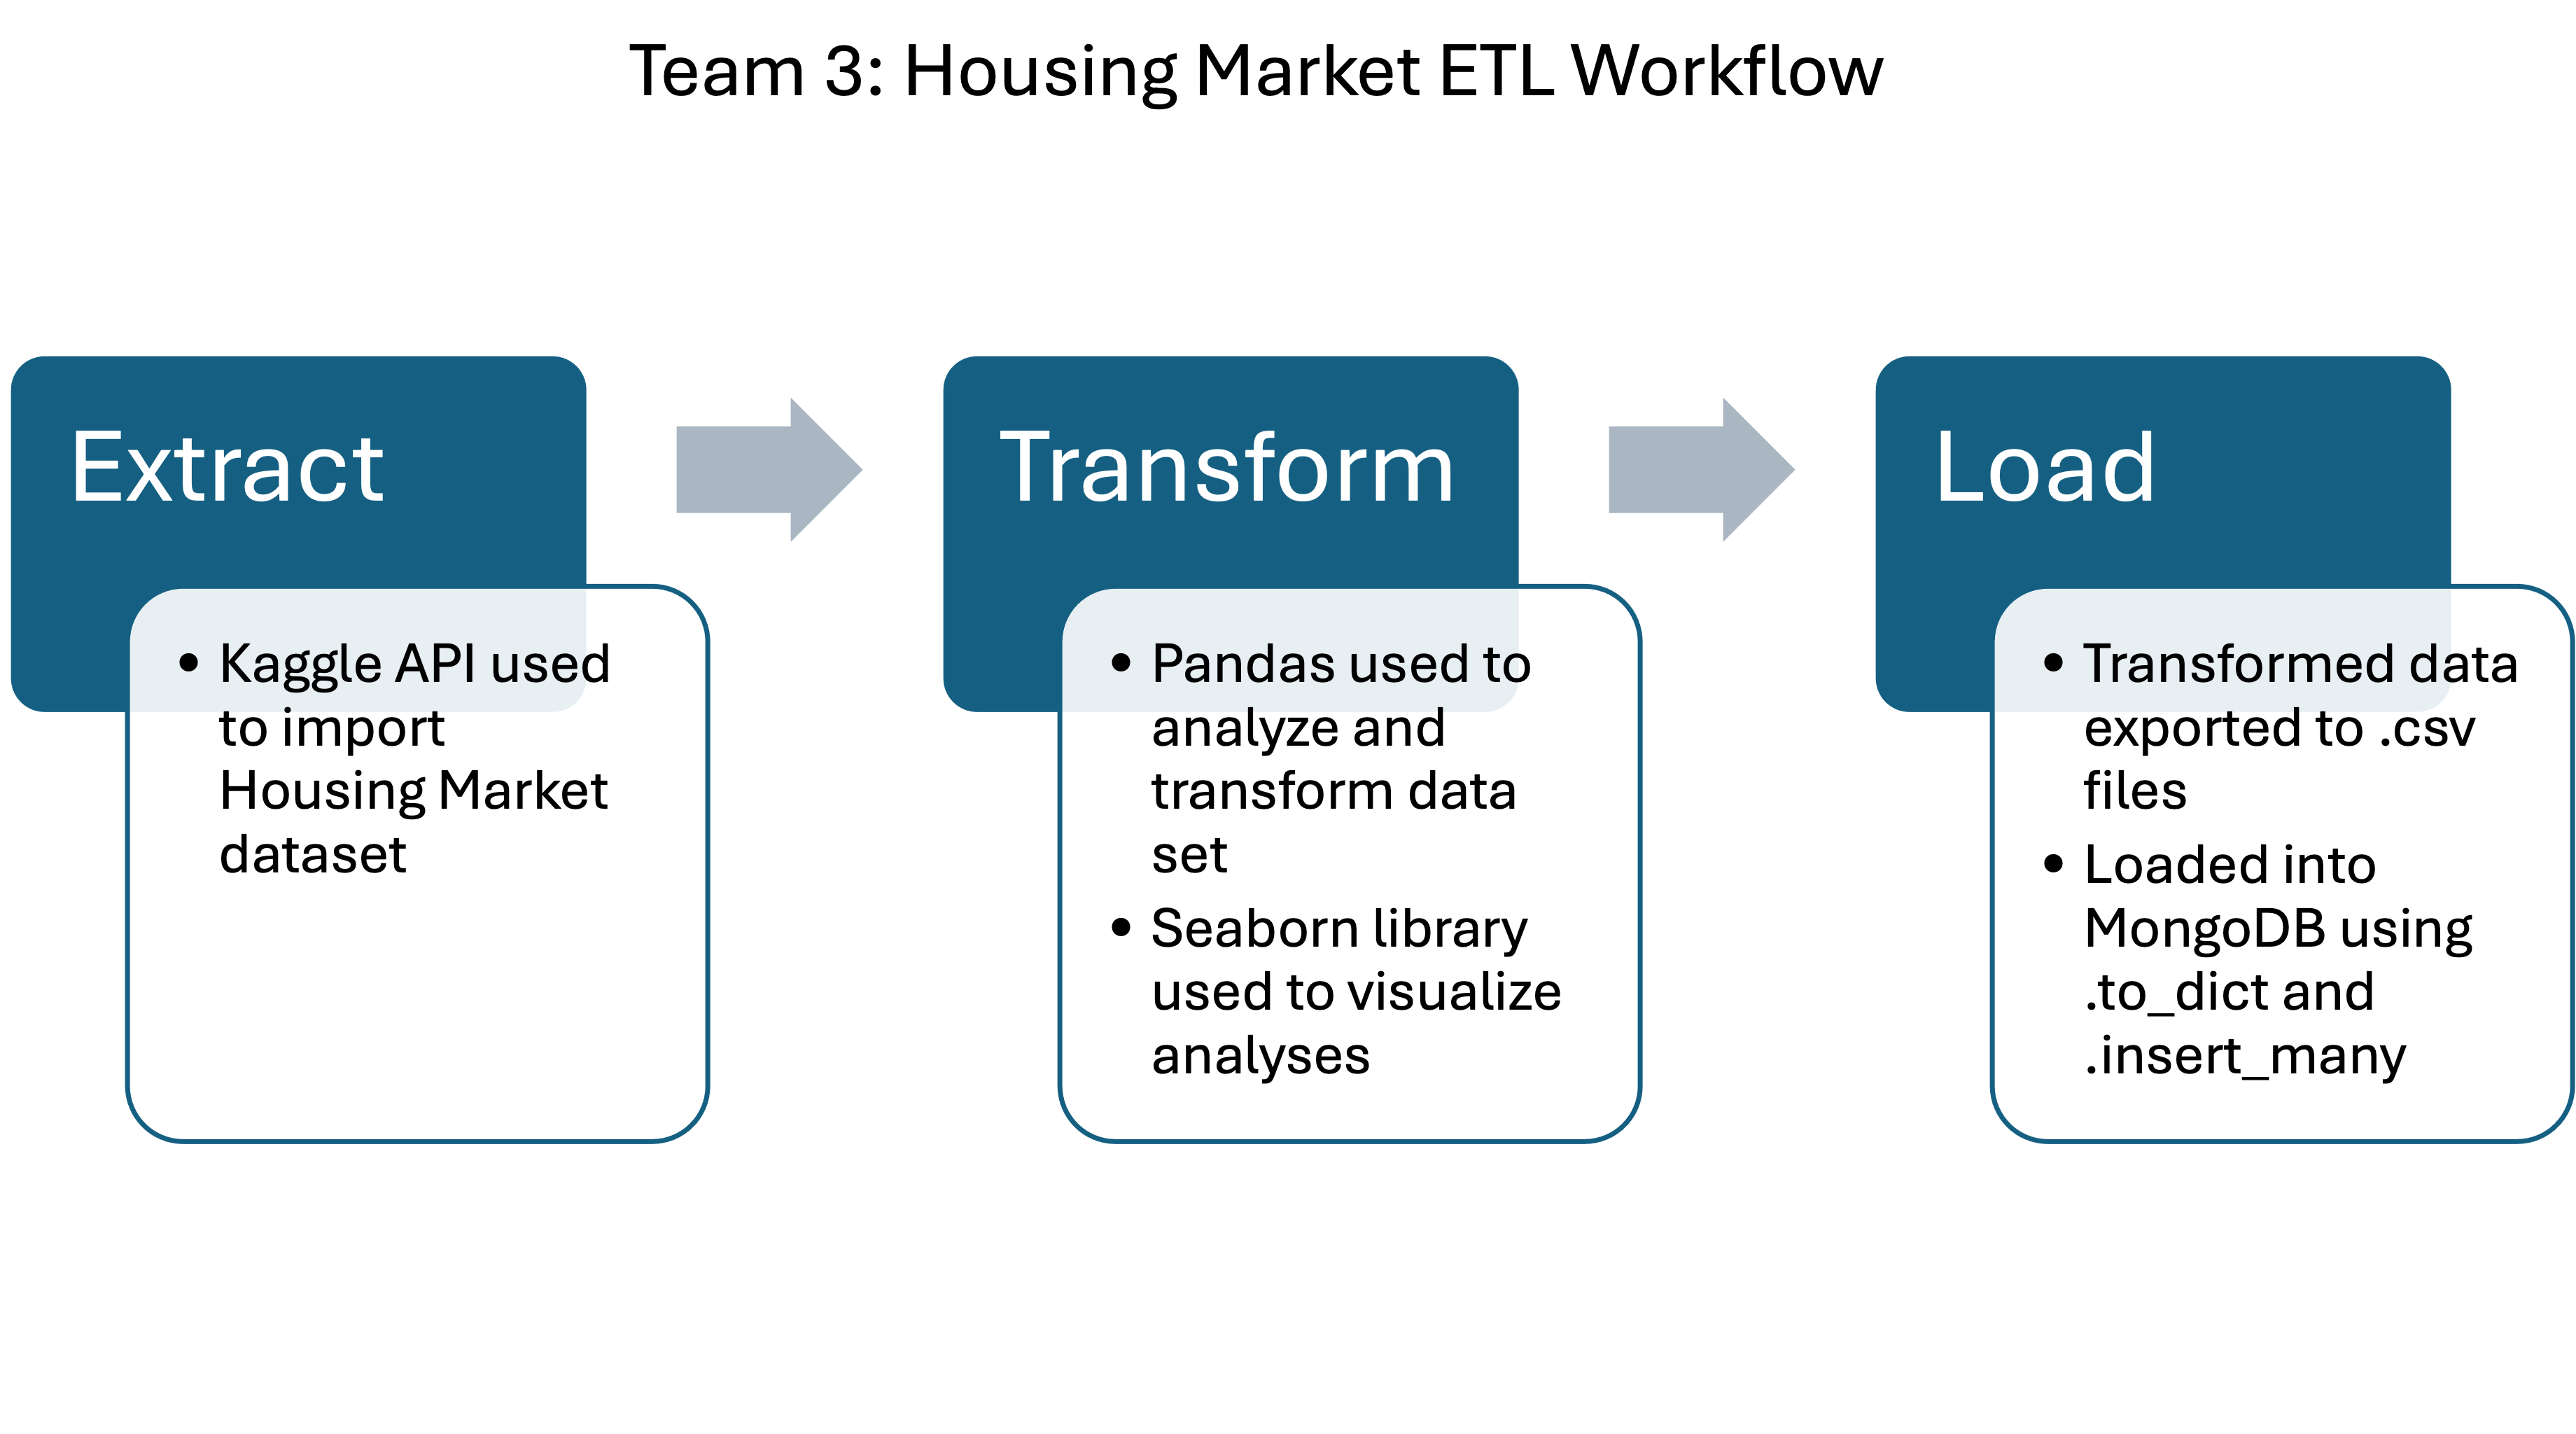 Team 3: Housing Market ETL Workflow
Extract
• Kaggle API used
to import
Housing Market
dataset
Transform
• Pandas used to
analyze and
transform data
set
• Seaborn library
used to visualize
analyses
Load
• Transformed data
exported to .csv
files
• Loaded into
MongoDB using
.to_dict and
.insert_many